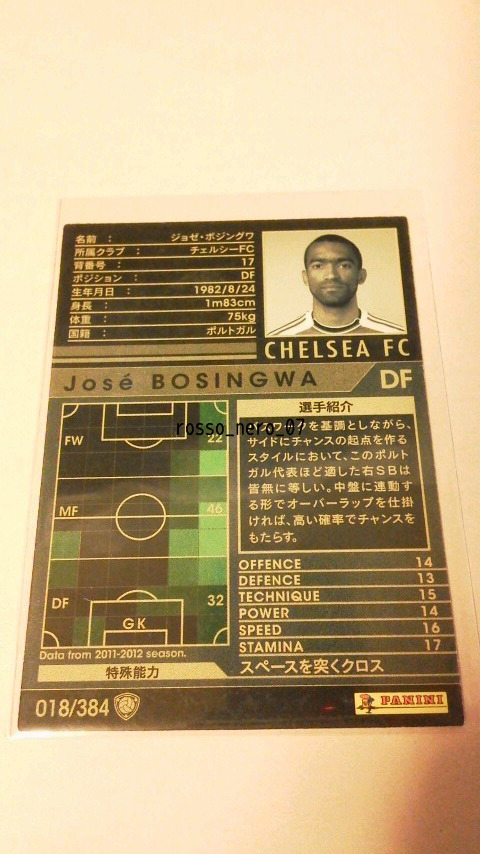 名前 : ジョゼ・ボジングワ
所属クラブ : チェルシーFC
背番号 : 17
ポジション : DF
生年月日 : 1982/8/24
身長 : 1m83cm
体重 : 75kg
国籍 : ポルトガル
CHELSEA FC
José BOSINGWA DF
FW 22
MF 46
DF 32
GK
Data from 2011-2012 season.
選手紹介
を基調としながら、
サイドにチャンスの起点を作る
スタイルにおいて、このポルト
ガル代表ほど適した右SBは
皆無に等しい。中盤に連動す
る形でオーバーラップを仕掛
ければ、高い確率でチャンスを
もたらす。
OFFENCE 14
DEFENCE 13
TECHNIQUE 15
POWER 14
SPEED 16
STAMINA 17
特殊能力 スペースを突くクロス
018/384
PANINI
rosso_nero_07